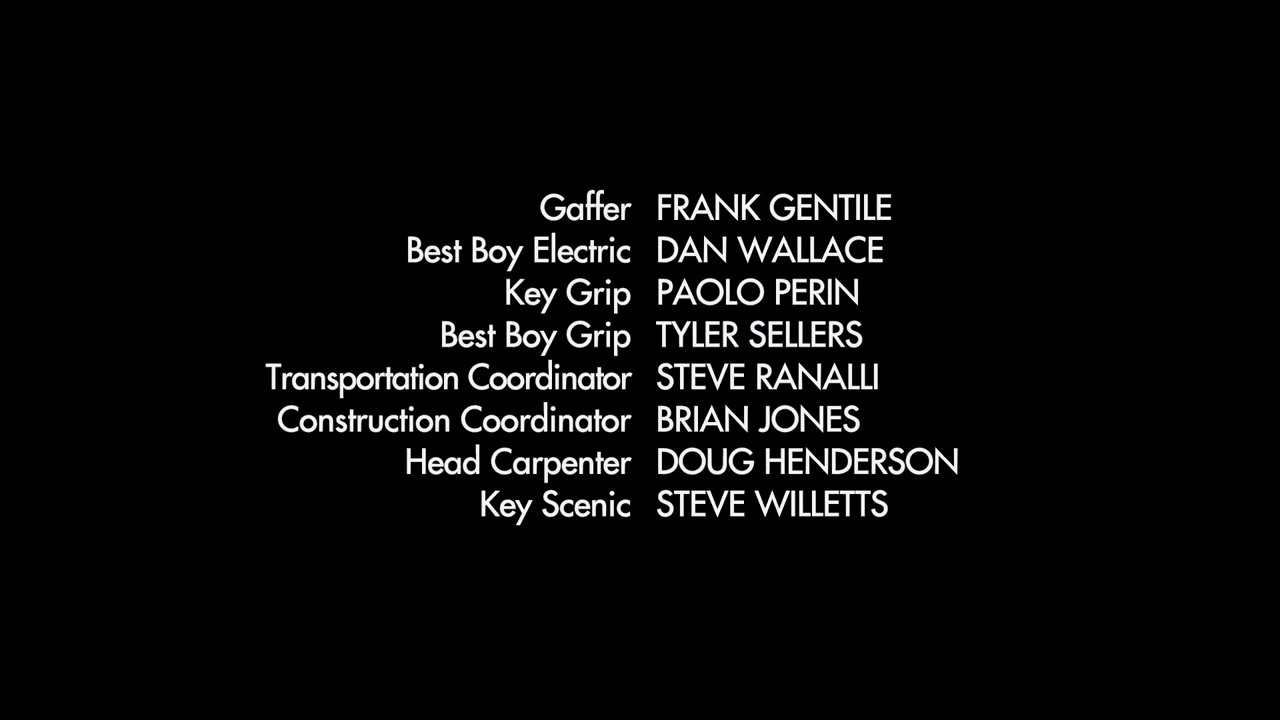 Gaffer FRANK GENTILE
Best Boy Electric DAN WALLACE
Key Grip PAOLO PERIN
Best Boy Grip TYLER SELLERS
Transportation Coordinator STEVE RANALLI
Construction Coordinator BRIAN JONES
Head Carpenter DOUG HENDERSON
Key Scenic STEVE WILLETTS